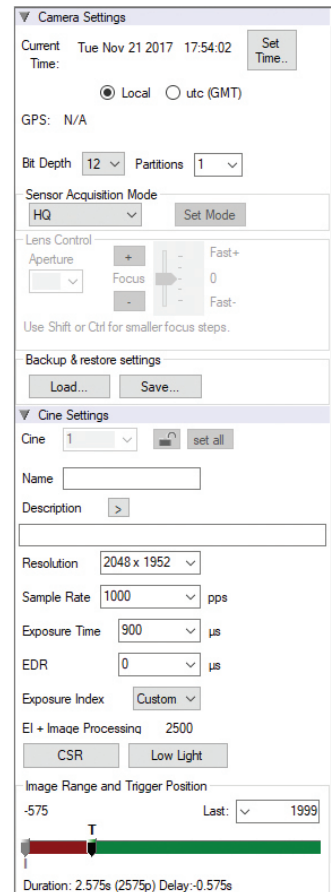 Camera Settings
Current Time: Tue Nov 21 2017 17:54:02 Set Time..
Local utc (GMT)
GPS: N/A
Bit Depth 12 Partitions 1
Sensor Acquisition Mode
HQ Set Mode
Lens Control
Aperture + Fast+
Focus 0
- Fast-
Use Shift or Ctrl for smaller focus steps.
Backup & restore settings
Load... Save...
Cine Settings
Cine 1 set all
Name
Description >
Resolution 2048 x 1952
Sample Rate 1000 pps
Exposure Time 900 µs
EDR 0 µs
Exposure Index Custom
EI + Image Processing 2500
CSR Low Light
Image Range and Trigger Position
-575 Last: 1999
T
Duration: 2.575s (2575p) Delay:-0.575s